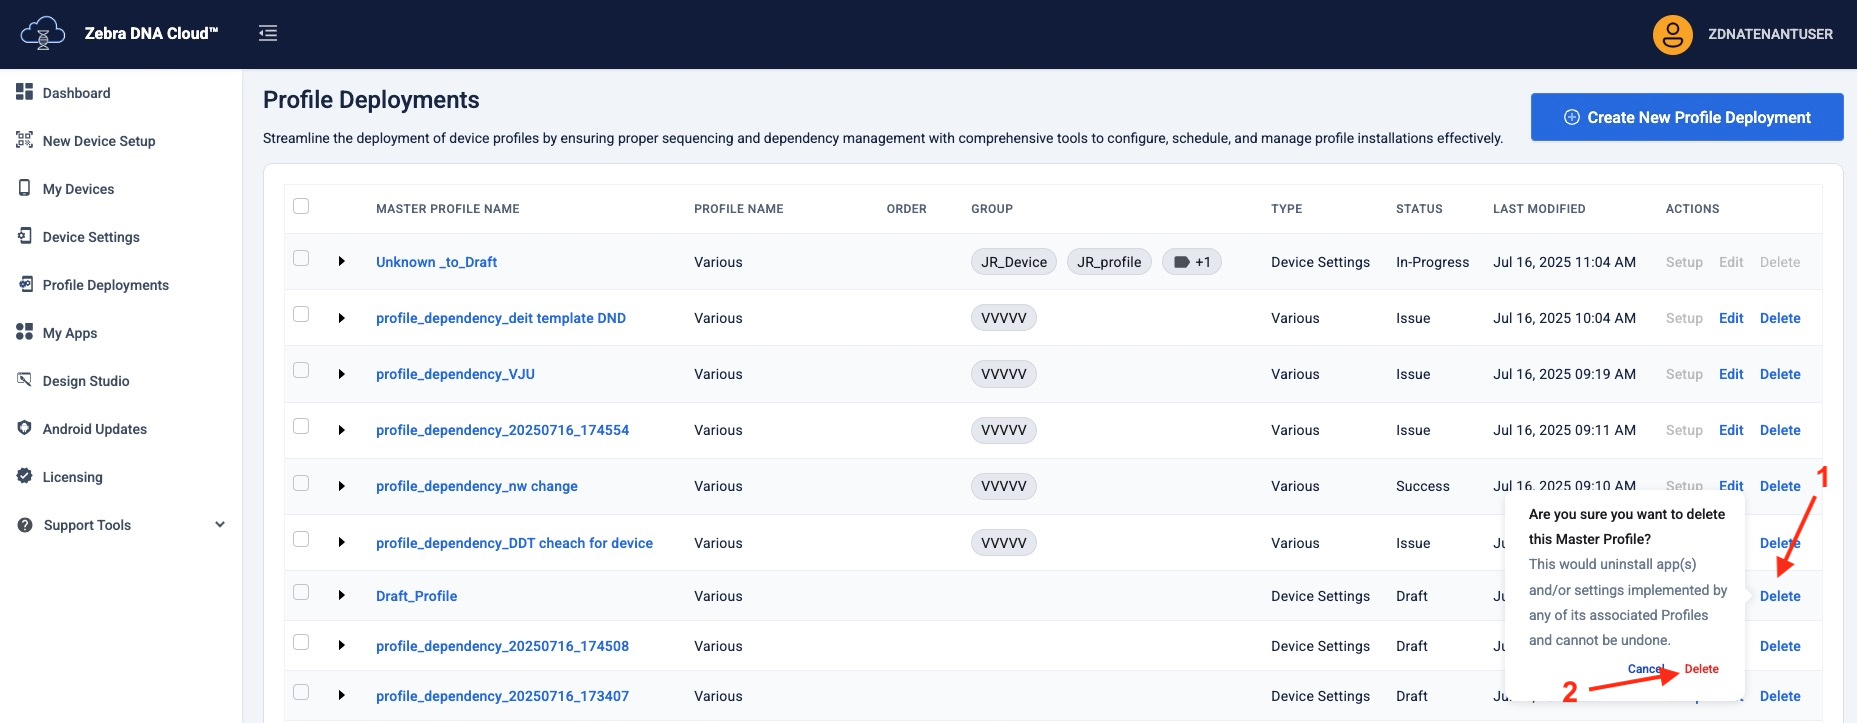 Zebra DNA Cloud™
ZDNATENANTUSER
Dashboard
New Device Setup
My Devices
Device Settings
Profile Deployments
My Apps
Design Studio
Android Updates
Licensing
Support Tools
Profile Deployments
Streamline the deployment of device profiles by ensuring proper sequencing and dependency management with comprehensive tools to configure, schedule, and manage profile installations effectively.
Create New Profile Deployment
MASTER PROFILE NAME PROFILE NAME ORDER GROUP TYPE STATUS LAST MODIFIED ACTIONS
Unknown _to_Draft Various JR_Device JR_profile +1 Device Settings In-Progress Jul 16, 2025 11:04 AM Setup Edit Delete
profile_dependency_deit template DND Various VVVVV Various Issue Jul 16, 2025 10:04 AM Setup Edit Delete
profile_dependency_VJU Various VVVVV Various Issue Jul 16, 2025 09:19 AM Setup Edit Delete
profile_dependency_20250716_174554 Various VVVVV Various Issue Jul 16, 2025 09:11 AM Setup Edit Delete
profile_dependency_nw change Various VVVVV Various Success Jul 16, 2025 09:10 AM Setup Edit Delete
profile_dependency_DDT cheach for device Various VVVVV Various Issue Delete
Draft_Profile Various Device Settings Draft Delete
profile_dependency_20250716_174508 Various Device Settings Draft Delete
profile_dependency_20250716_173407 Various Device Settings Draft Delete
Are you sure you want to delete
this Master Profile?
This would uninstall app(s)
and/or settings implemented by
any of its associated Profiles
and cannot be undone.
Cancel Delete
1
2